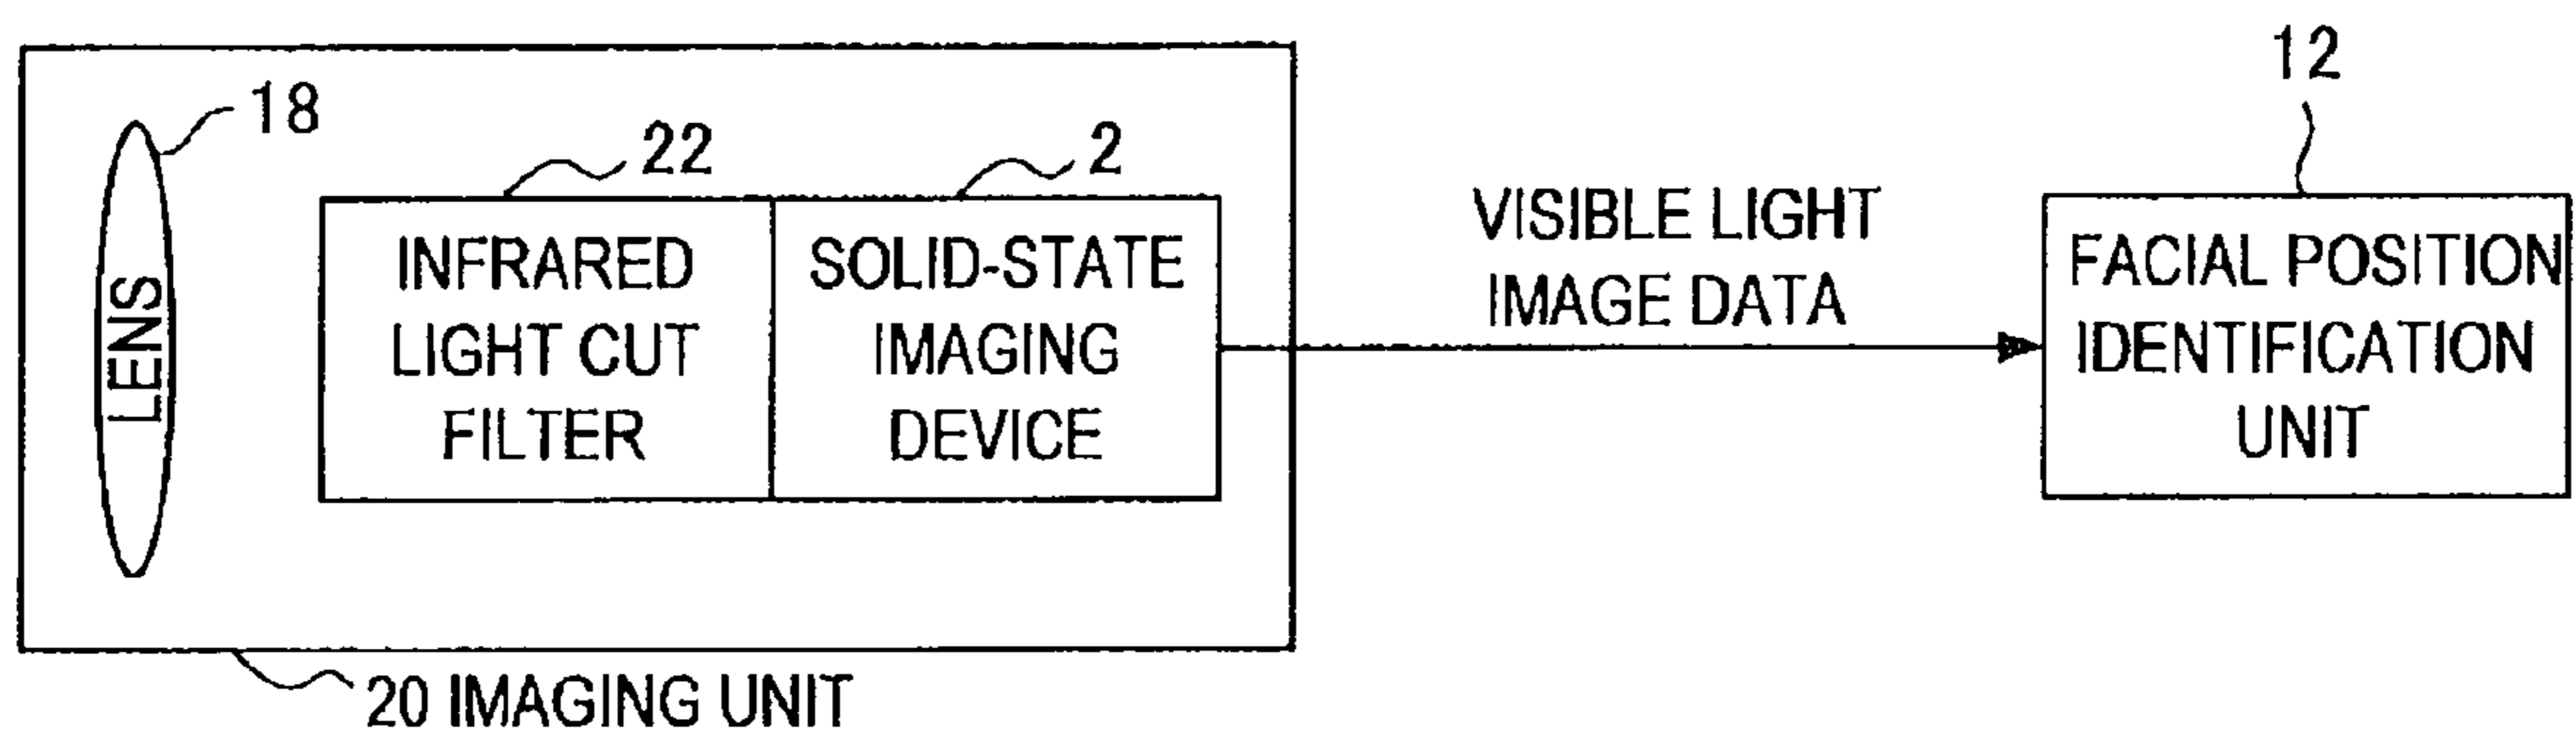 12
18
22
2
LENS
INFRARED
LIGHT CUT
FILTER
SOLID-STATE
IMAGING
DEVICE
VISIBLE LIGHT
IMAGE DATA
FACIAL POSITION
IDENTIFICATION
UNIT
20 IMAGING UNIT